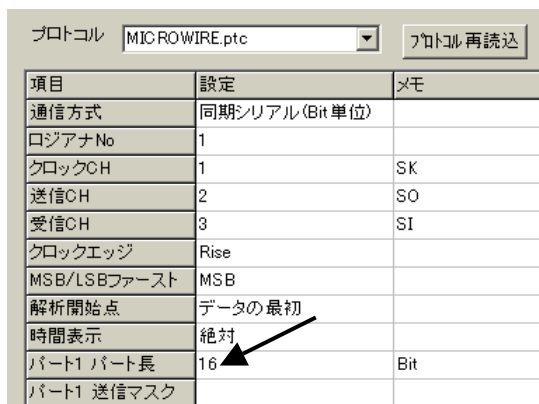 プロトコル MICROWIRE.ptc プロトコル再読込
項目 設定 メモ
通信方式 同期シリアル(Bit単位)
ロジアナNo 1
クロックCH 1 SK
送信CH 2 SO
受信CH 3 SI
クロックエッジ Rise
MSB/LSBファースト MSB
解析開始点 データの最初
時間表示 絶対
パート1 パート長 16 Bit
パート1 送信マスク